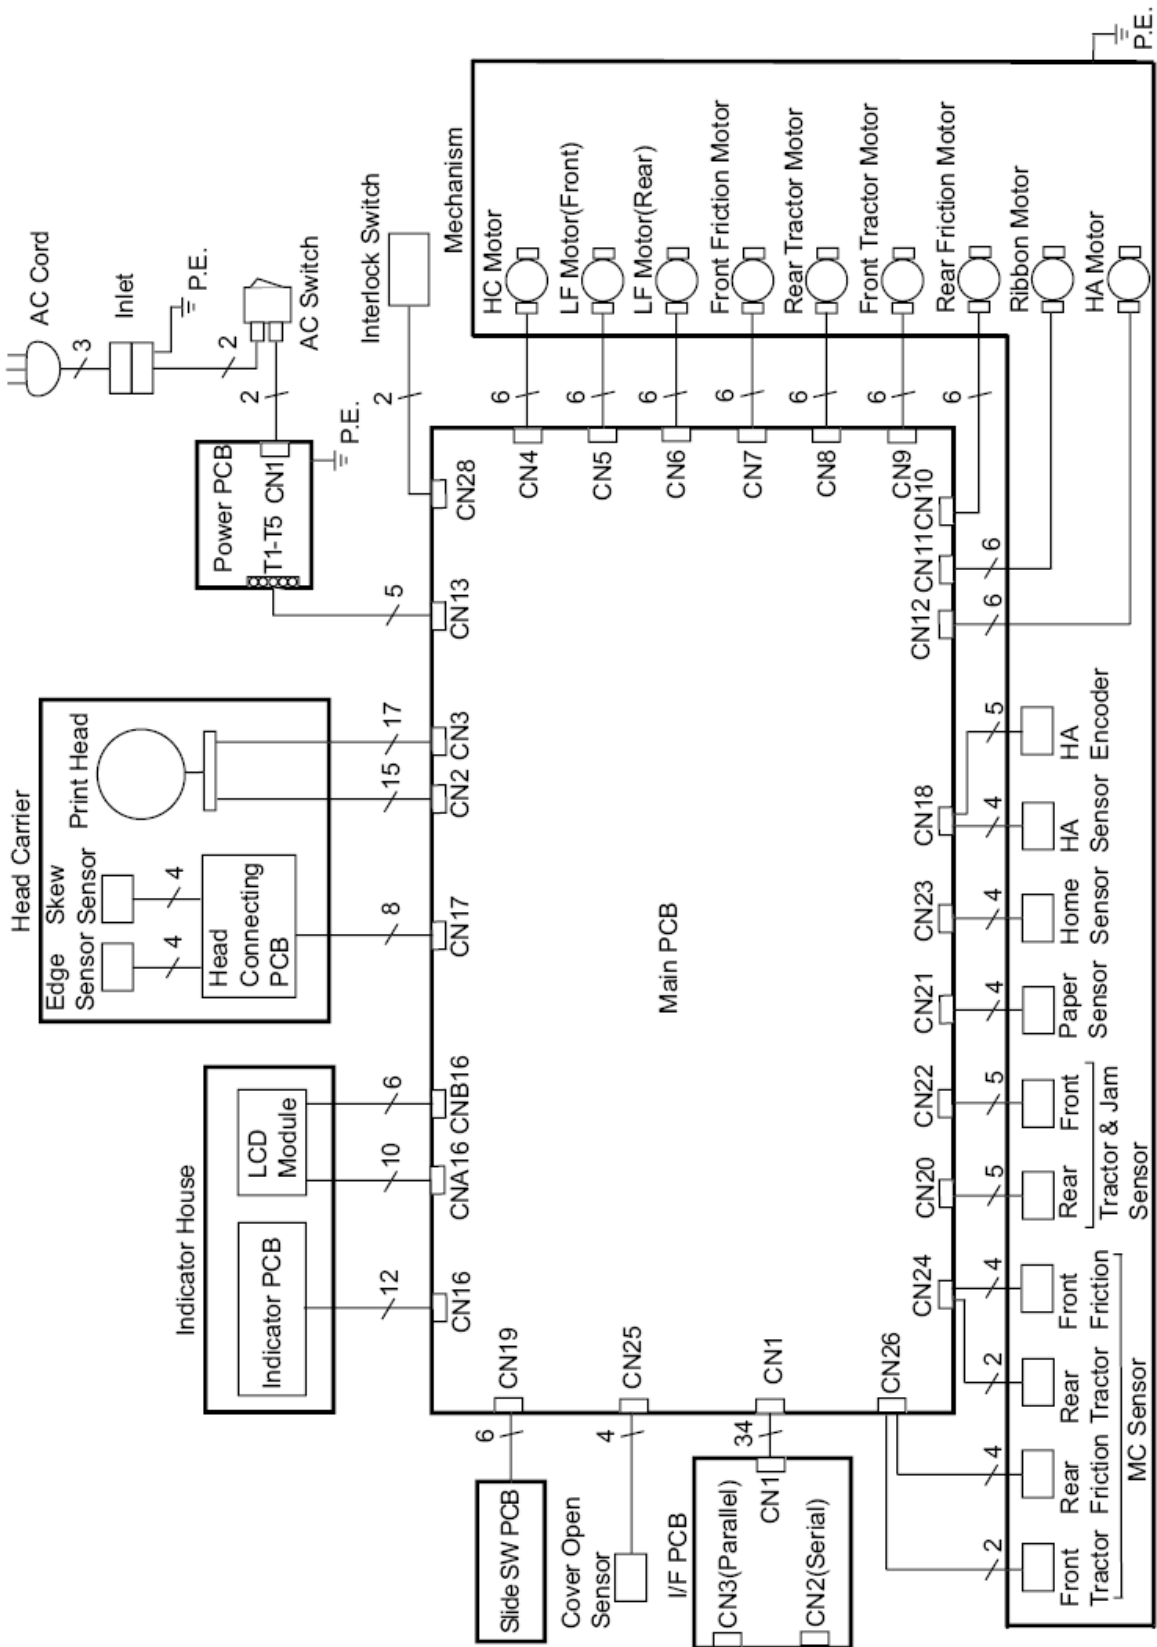 Indicator House
Indicator PCB
LCD
Module
12
10
6
CN16
CNA16
CNB16
Head Carrier
Edge
Sensor
Skew
Sensor
Print Head
4
4
Head
Connecting
PCB
8
15
17
CN17
CN2
CN3
Power PCB
T1-T5
CN1
P.E.
5
CN13
AC Cord
3
Inlet
P.E.
2
AC Switch
2
Interlock Switch
2
CN28
Slide SW PCB
6
CN19
Cover Open
Sensor
4
CN25
I/F PCB
CN3(Parallel)
CN2(Serial)
CN1
34
CN1
CN26
Main PCB
Mechanism
CN4
6
HC Motor
CN5
6
LF Motor(Front)
CN6
6
LF Motor(Rear)
CN7
6
Front Friction Motor
CN8
6
Rear Tractor Motor
CN9
6
Front Tractor Motor
CN10
6
Rear Friction Motor
CN11
6
Ribbon Motor
CN12
6
HA Motor
P.E.
CN24
CN20
CN22
CN21
CN23
CN18
2
4
2
4
5
5
4
4
4
5
Front
Tractor
Rear
Friction
Rear
Tractor
Front
Friction
MC Sensor
Rear
Front
Tractor & Jam
Sensor
Paper
Sensor
Home
Sensor
HA
Sensor
HA
Encoder